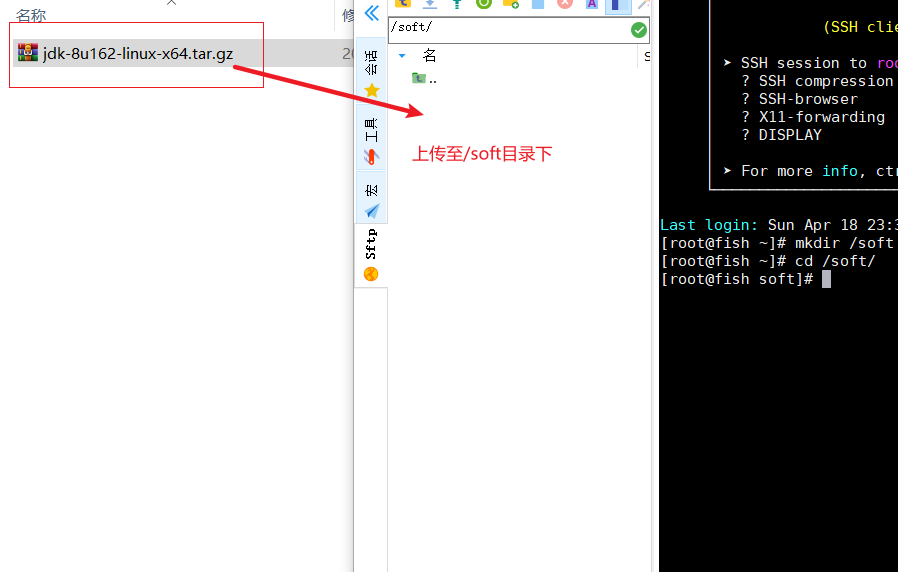 名称
jdk-8u162-linux-x64.tar.gz
/soft/
名
..
会话
工具
宏
Sftp
上传至/soft目录下
(SSH clie
➤ SSH session to roo
? SSH compression
? SSH-browser
? X11-forwarding
? DISPLAY
➤ For more info, ctr
Last login: Sun Apr 18 23:3
[root@fish ~]# mkdir /soft
[root@fish ~]# cd /soft/
[root@fish soft]#